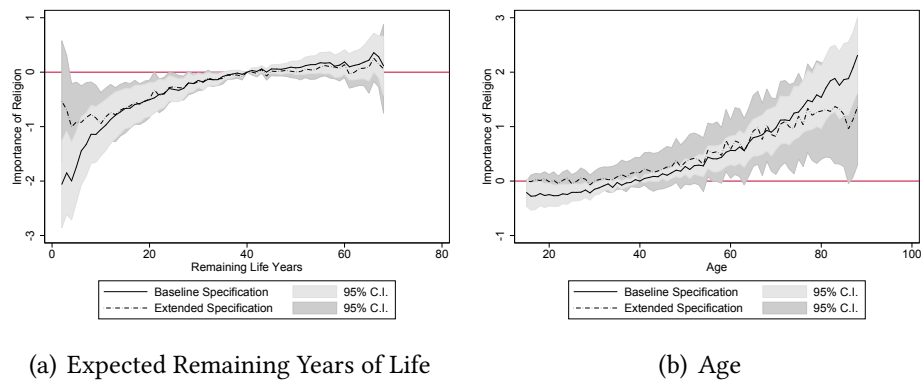 1
0
-1
-2
-3
Importance of Religion
0 20 40 60 80
Remaining Life Years
Baseline Specification 95% C.I.
Extended Specification 95% C.I.
(a) Expected Remaining Years of Life
3
2
1
0
-1
Importance of Religion
20 40 60 80 100
Age
Baseline Specification 95% C.I.
Extended Specification 95% C.I.
(b) Age